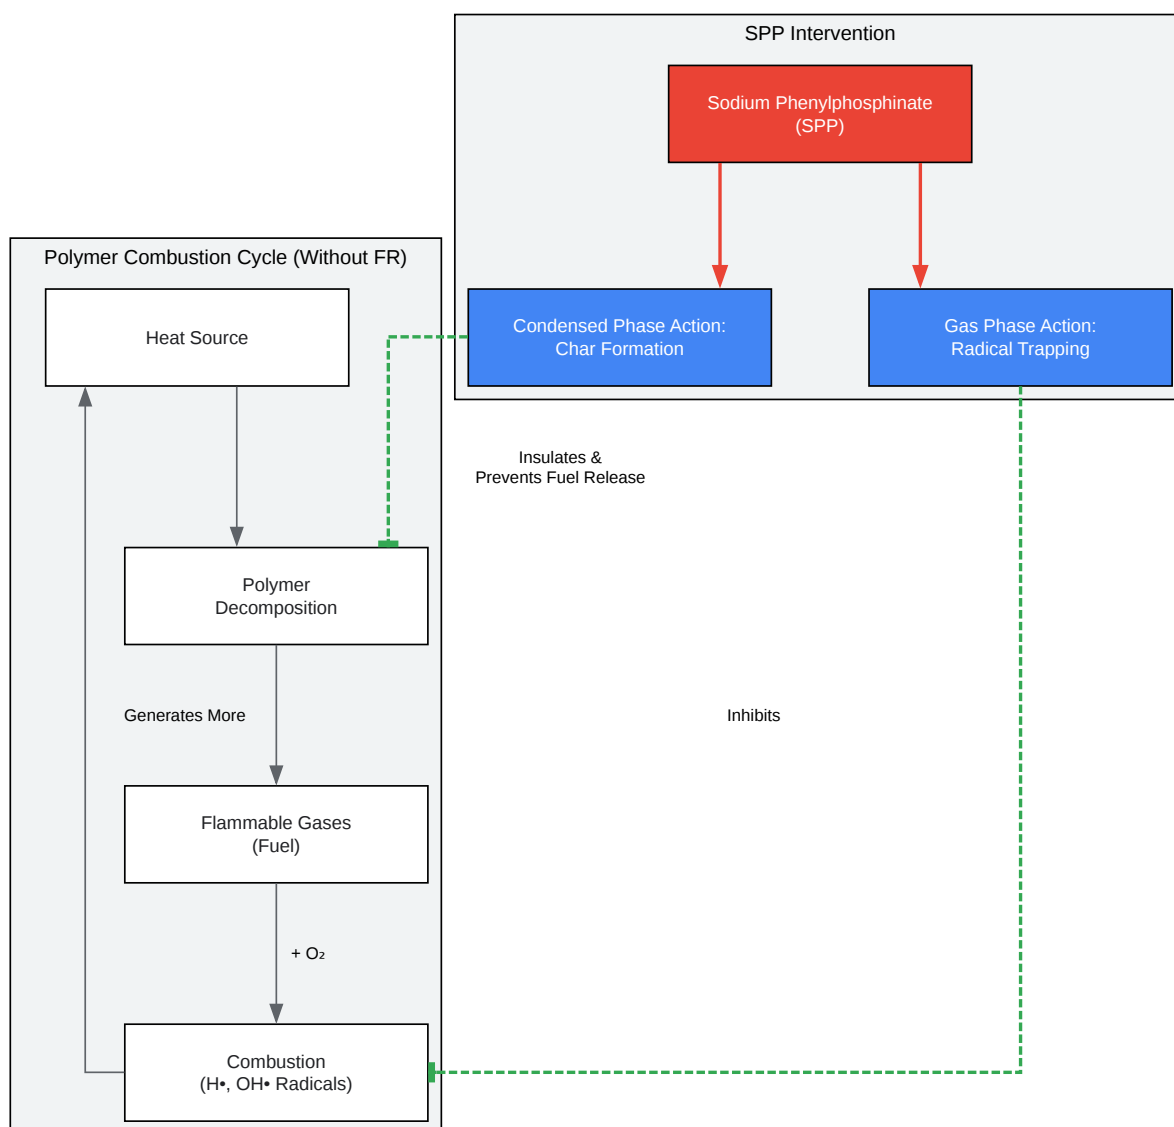 SPP Intervention
Sodium Phenylphosphinate
(SPP)
Polymer Combustion Cycle (Without FR)
Heat Source
Condensed Phase Action:
Char Formation
Gas Phase Action:
Radical Trapping
Insulates &
Prevents Fuel Release
Polymer
Decomposition
Generates More
Inhibits
Flammable Gases
(Fuel)
+ O₂
Combustion
(H•, OH• Radicals)